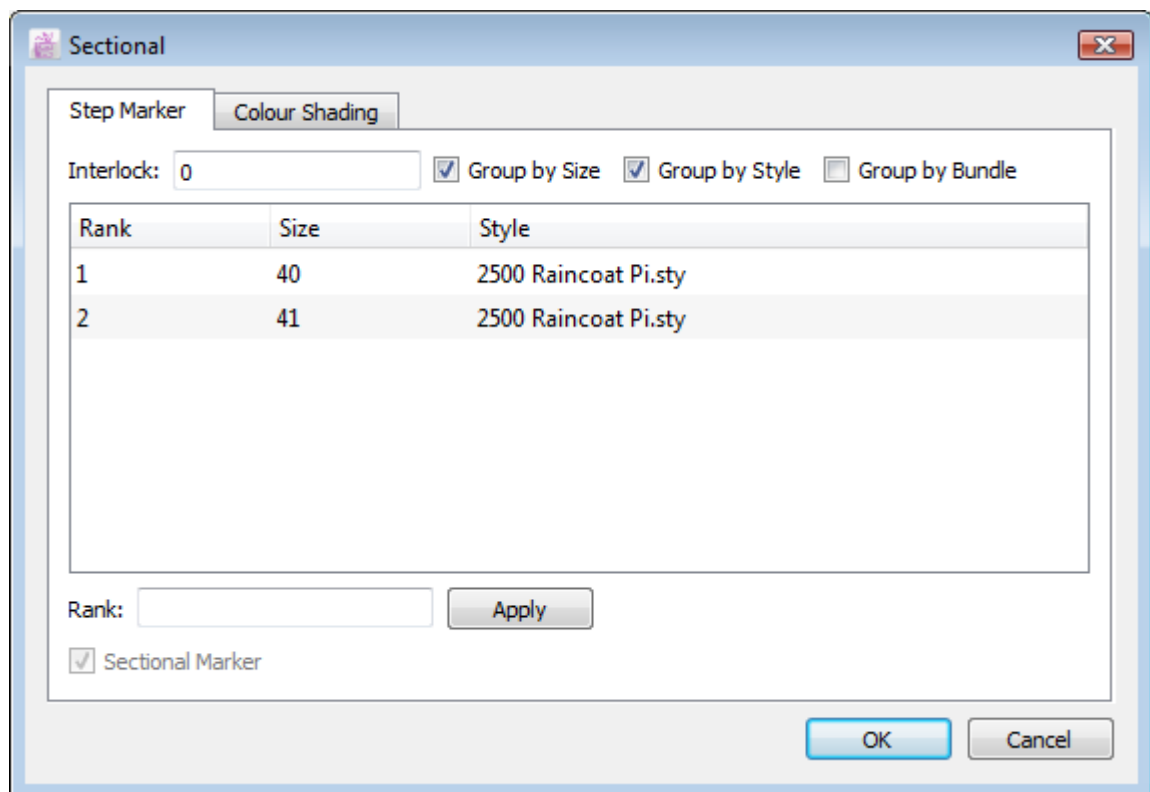 Sectional
Step Marker Colour Shading
Interlock: 0 Group by Size Group by Style Group by Bundle
Rank Size Style
1 40 2500 Raincoat Pi.sty
2 41 2500 Raincoat Pi.sty
Rank: Apply
Sectional Marker
OK Cancel